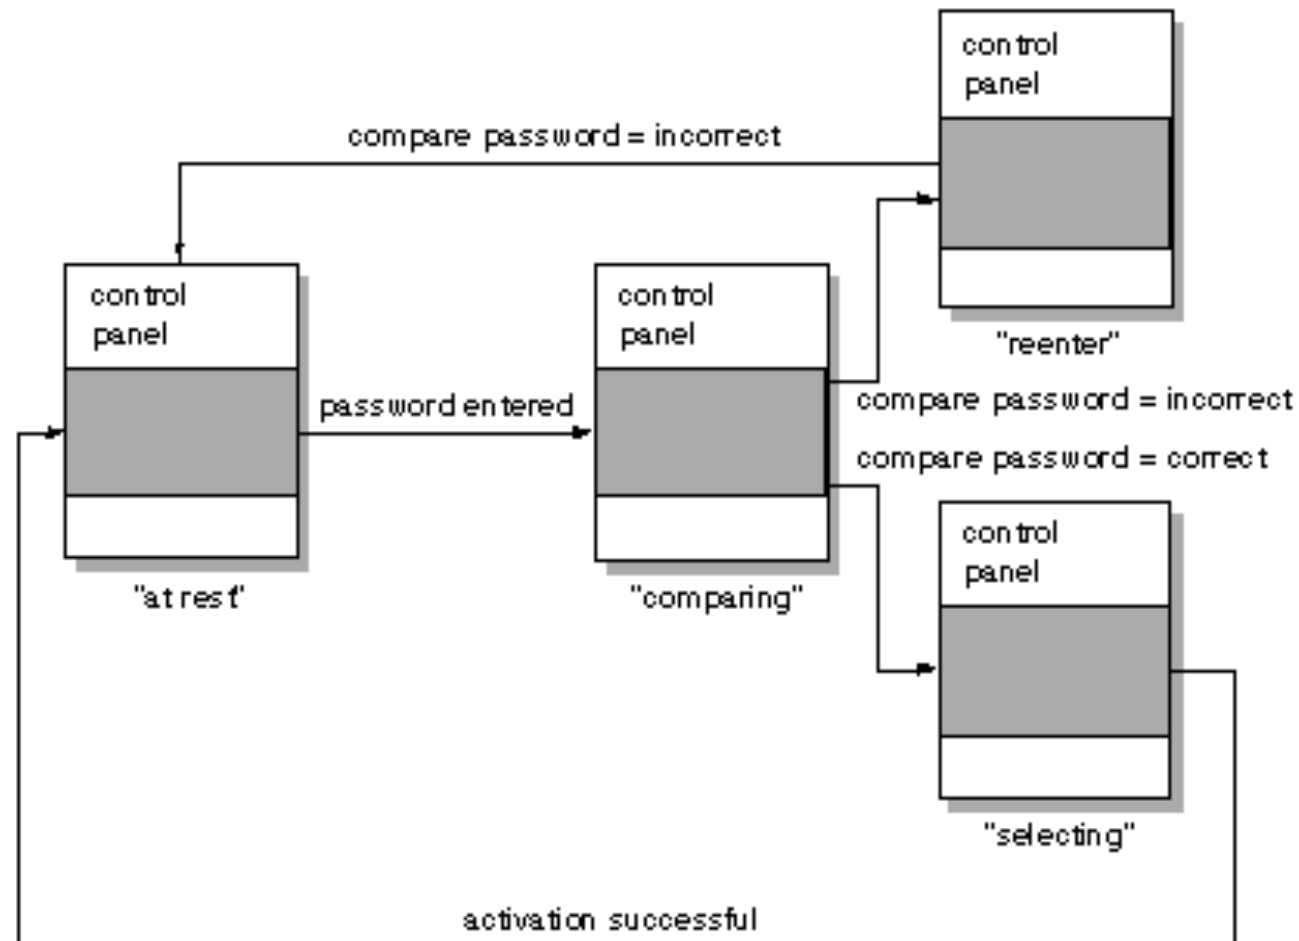 control
panel
compare password = incorrect
control
panel
control
panel
"reenter"
password entered
compare password = incorrect
compare password = correct
control
panel
"at rest"
"comparing"
"selecting"
activation successful